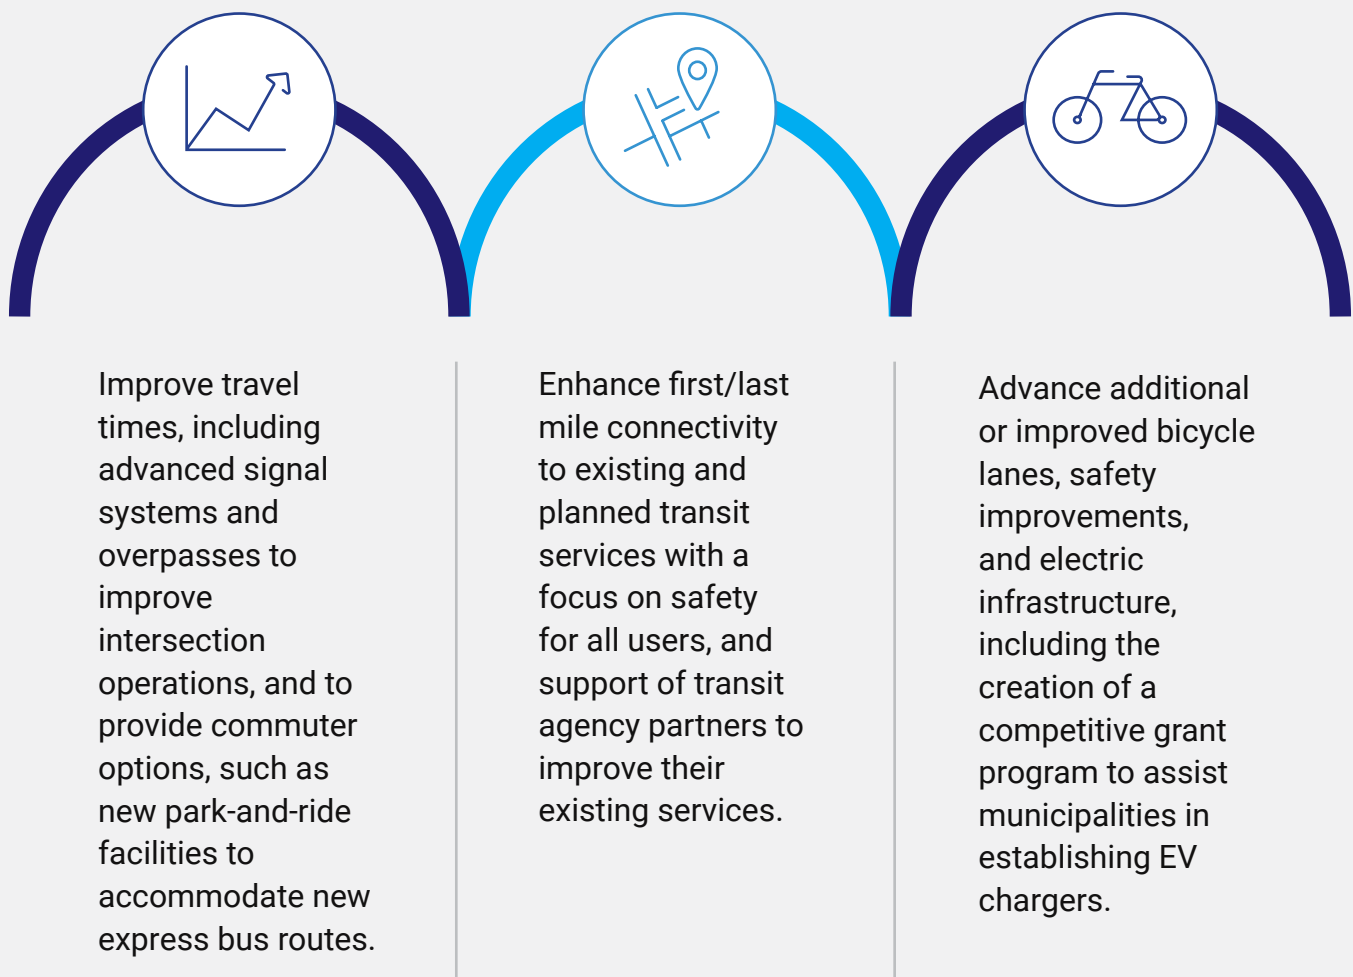 Improve travel
times, including
advanced signal
systems and
overpasses to
improve
intersection
operations, and to
provide commuter
options, such as
new park-and-ride
facilities to
accommodate new
express bus routes.
Enhance first/last
mile connectivity
to existing and
planned transit
services with a
focus on safety
for all users, and
support of transit
agency partners to
improve their
existing services.
Advance additional
or improved bicycle
lanes, safety
improvements,
and electric
infrastructure,
including the
creation of a
competitive grant
program to assist
municipalities in
establishing EV
chargers.